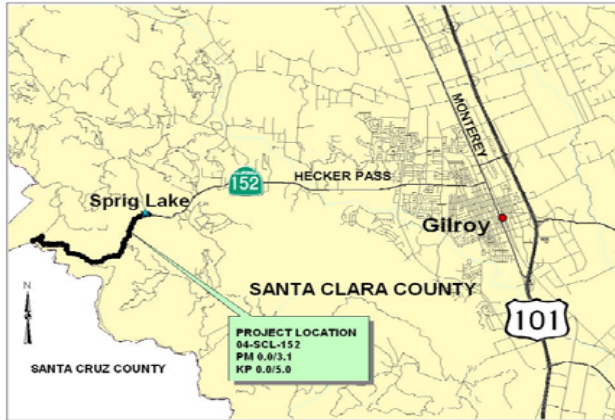 MONTEREY
CALIFORNIA
152
HECKER PASS
Sprig Lake
Gilroy
SANTA CLARA COUNTY
101
N
PROJECT LOCATION
04-SCL-152
PM 0.0/3.1
KP 0.0/5.0
SANTA CRUZ COUNTY